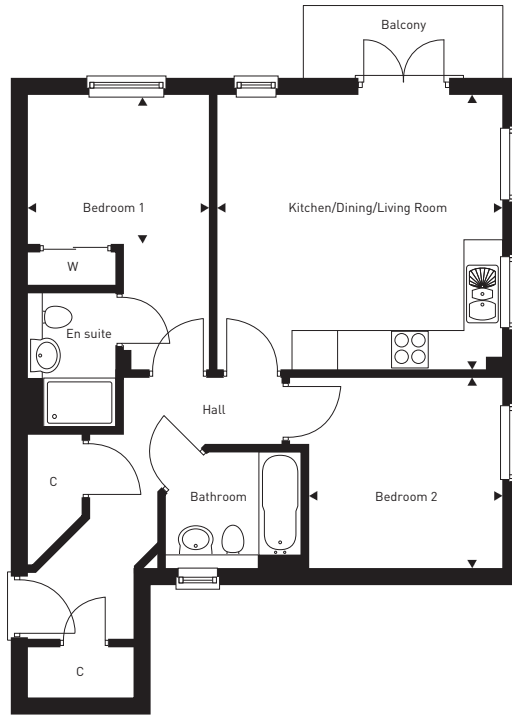 Balcony
Bedroom 1
Kitchen/Dining/Living Room
W
En suite
Hall
C
Bathroom
Bedroom 2
C